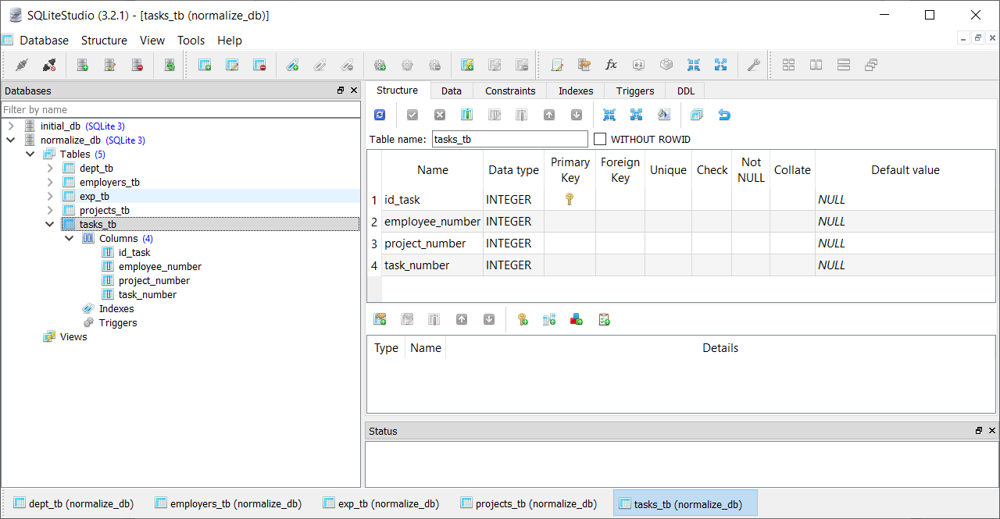 SQLiteStudio (3.2.1) - [tasks_tb (normalize_db)]
Database Structure View Tools Help
Databases
Filter by name
initial_db (SQLite 3)
normalize_db (SQLite 3)
Tables (5)
dept_tb
employers_tb
exp_tb
projects_tb
tasks_tb
Columns (4)
id_task
employee_number
project_number
task_number
Indexes
Triggers
Views
Structure Data Constraints Indexes Triggers DDL
Table name: tasks_tb WITHOUT ROWID
Name Data type Primary Key Foreign Key Unique Check Not NULL Collate Default value
1 id_task INTEGER NULL
2 employee_number INTEGER NULL
3 project_number INTEGER NULL
4 task_number INTEGER NULL
Type Name Details
Status
dept_tb (normalize_db) employers_tb (normalize_db) exp_tb (normalize_db) projects_tb (normalize_db) tasks_tb (normalize_db)